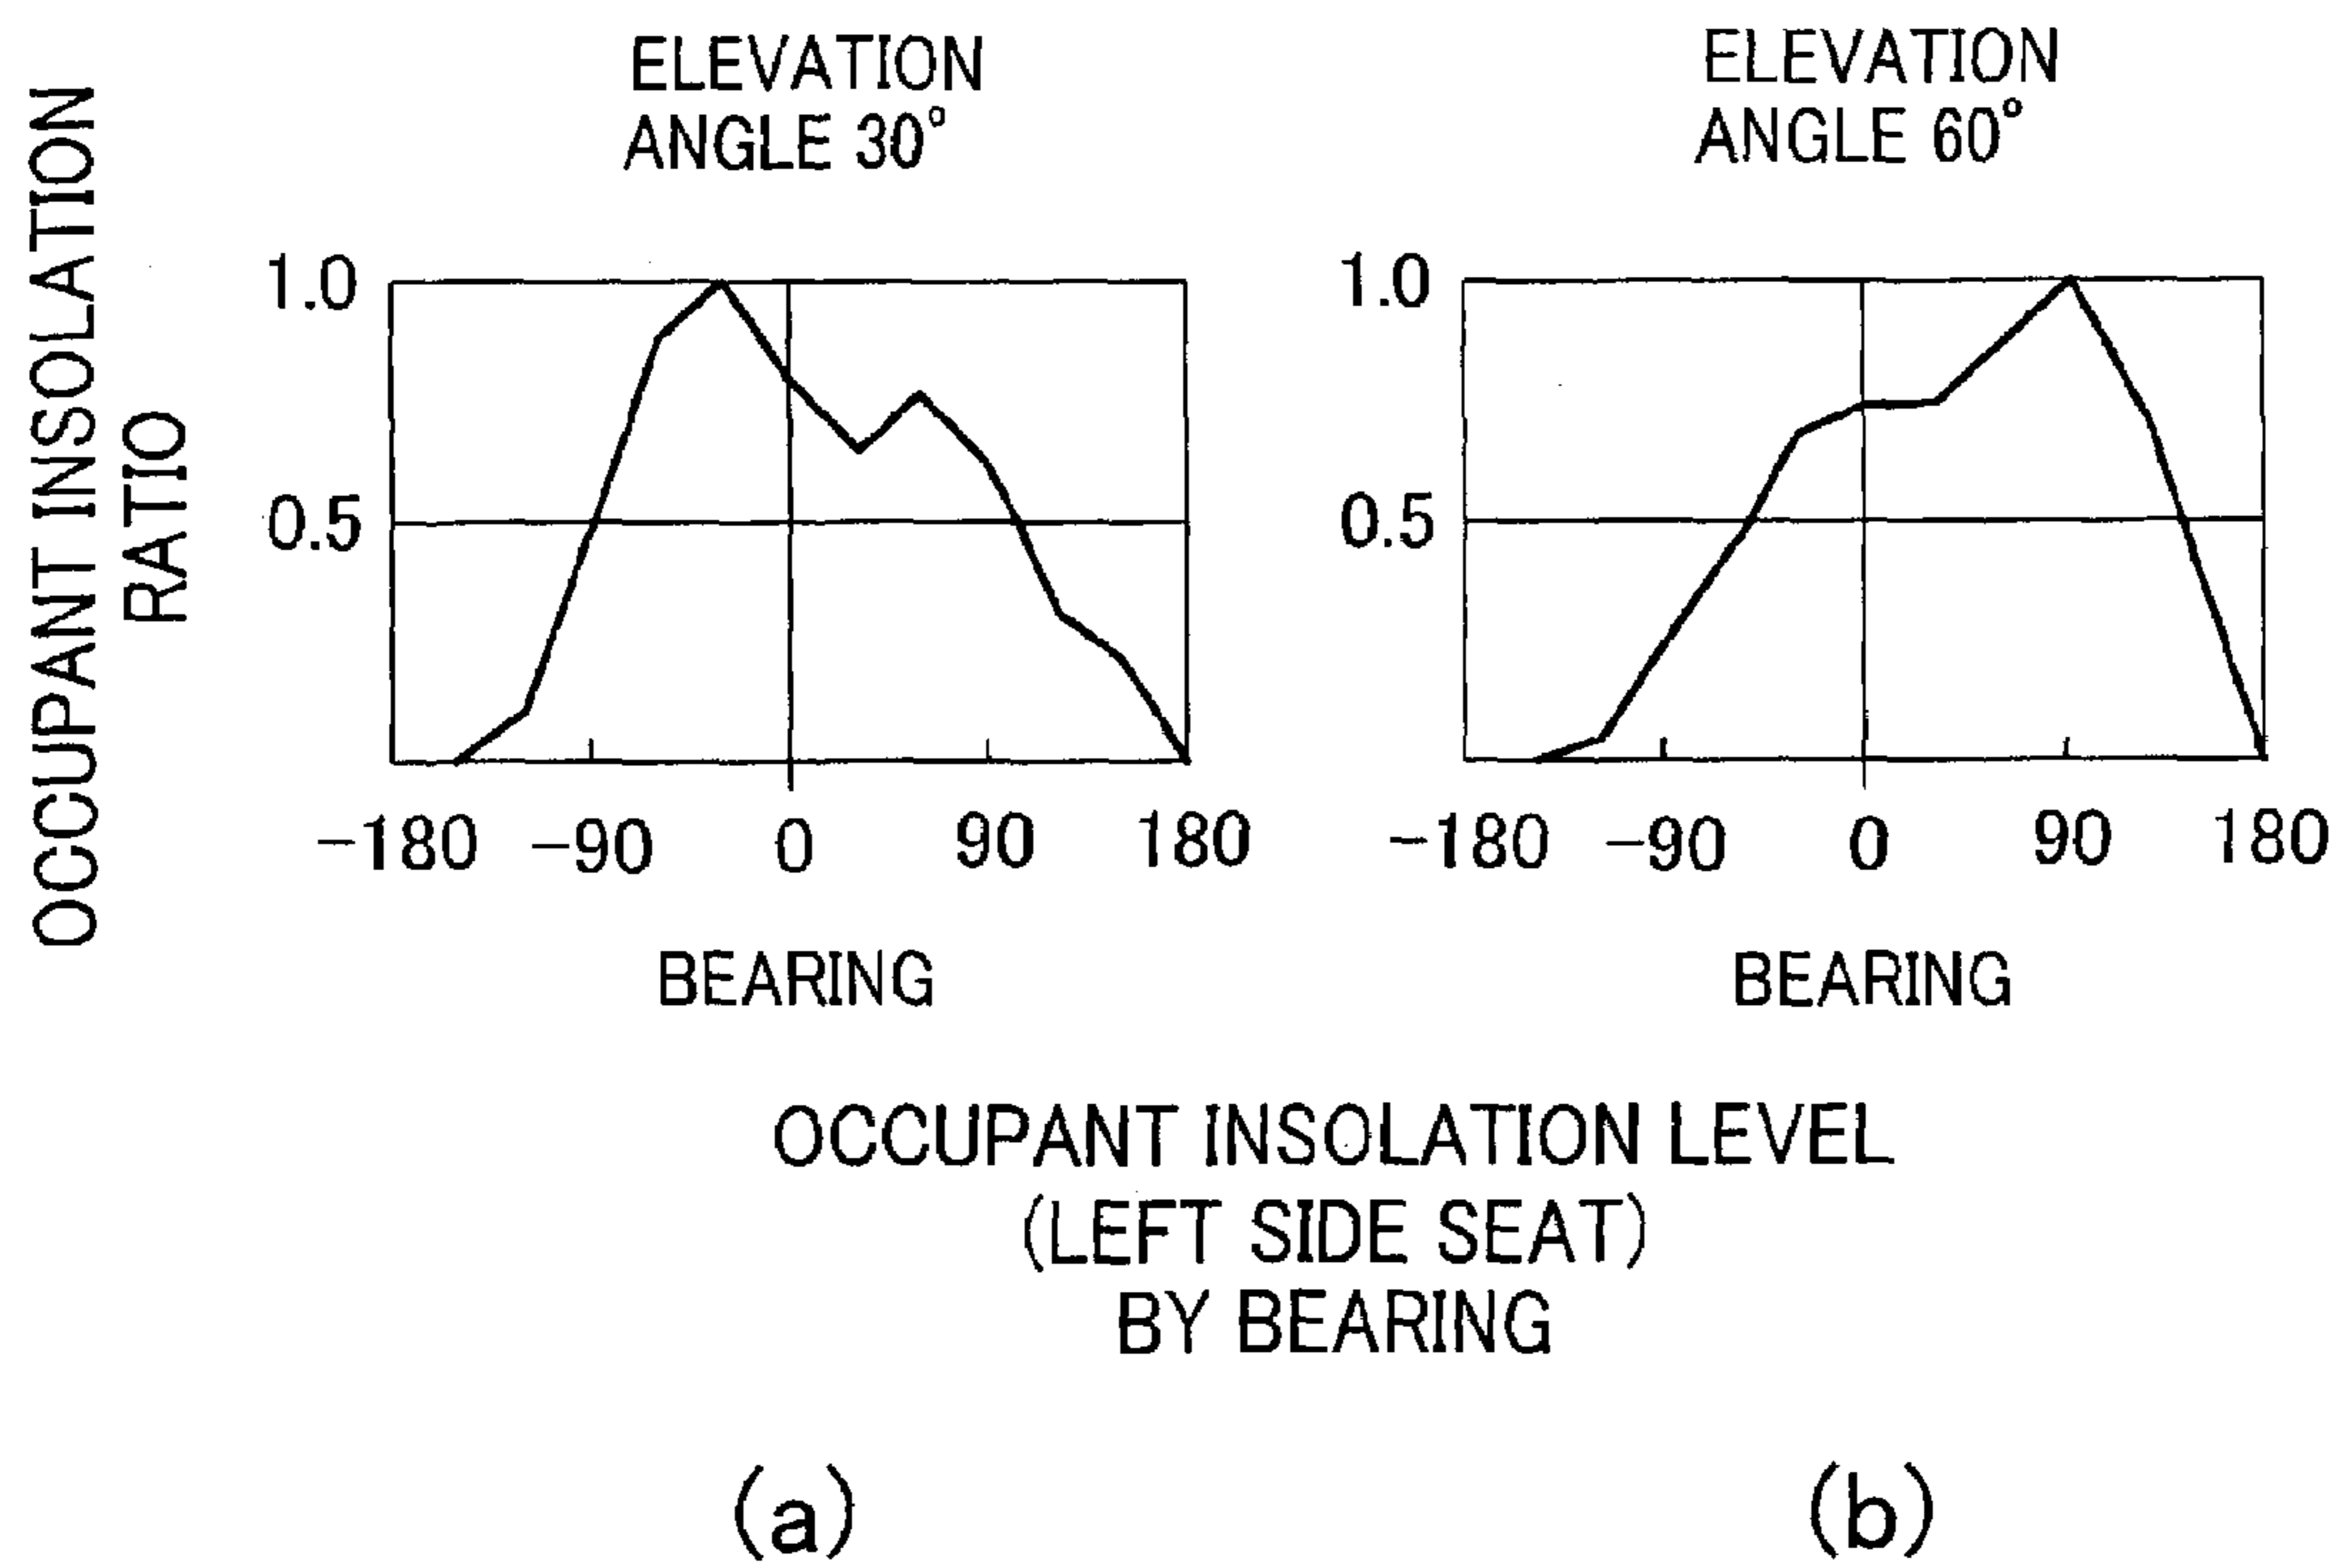 OCCUPANT INSOLATION
RATIO
ELEVATION
ANGLE 30°
1.0
0.5
−180
−90
0
90
180
BEARING
ELEVATION
ANGLE 60°
1.0
0.5
−180
−90
0
90
180
BEARING
OCCUPANT INSOLATION LEVEL
(LEFT SIDE SEAT)
BY BEARING
(a)
(b)